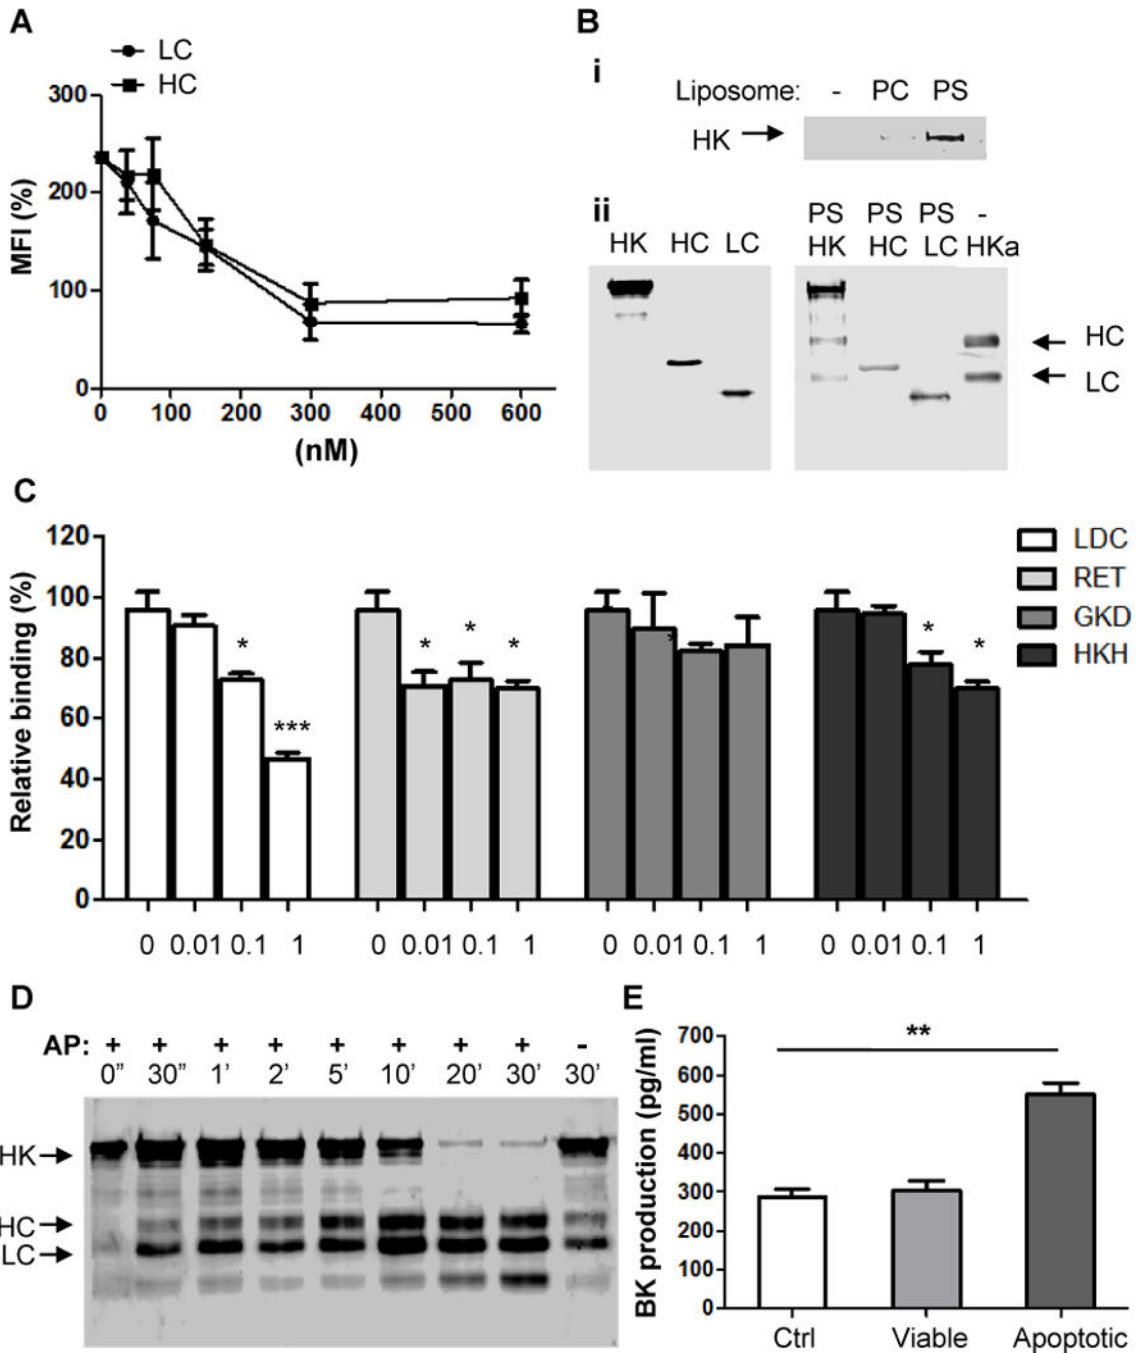 A
B
LC
HC
300
200
100
0
MFI (%)
0 100 200 300 400 500 600
(nM)
i
Liposome: - PC PS
HK
ii
HK HC LC
PS PS PS -
HK HC LC HKa
HC
LC
C
120
100
80
60
40
20
0
Relative binding (%)
* *** * * * * * *
LDC
RET
GKD
HKH
0 0.01 0.1 1 0 0.01 0.1 1 0 0.01 0.1 1 0 0.01 0.1 1
D
AP: + + + + + + + + -
0" 30" 1' 2' 5' 10' 20' 30' 30'
HK
HC
LC
E
**
700
600
500
400
300
200
100
0
BK production (pg/ml)
Ctrl Viable Apoptotic